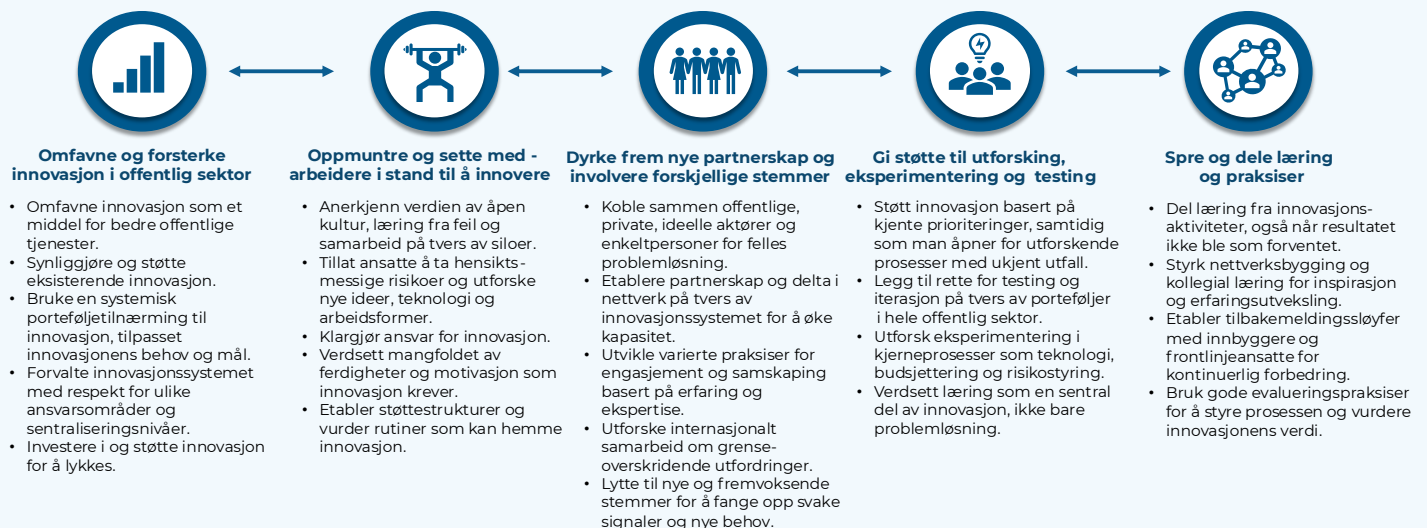 Omfavne og forsterke
innovasjon i offentlig sektor
• Omfavne innovasjon som et
middel for bedre offentlige
tjenester.
• Synliggjøre og støtte
eksisterende innovasjon.
• Bruke en systemisk
porteføljetilnærming til
innovasjon, tilpasset
innovasjonens behov og mål.
• Forvalte innovasjonssystemet
med respekt for ulike
ansvarsområder og
sentraliseringsnivåer.
• Investere i og støtte innovasjon
for å lykkes.
Oppmuntre og sette med -
arbeidere i stand til å innovere
• Anerkjenn verdien av åpen
kultur, læring fra feil og
samarbeid på tvers av siloer.
• Tillat ansatte å ta hensikts-
messige risikoer og utforske
nye ideer, teknologi og
arbeidsformer.
• Klargjør ansvar for innovasjon.
• Verdsett mangfoldet av
ferdigheter og motivasjon som
innovasjon krever.
• Etabler støttestrukturer og
vurder rutiner som kan hemme
innovasjon.
Dyrke frem nye partnerskap og
involvere forskjellige stemmer
• Koble sammen offentlige,
private, ideelle aktører og
enkeltpersoner for felles
problemløsning.
• Etablere partnerskap og delta i
nettverk på tvers av
innovasjonssystemet for å øke
kapasitet.
• Utvikle varierte praksiser for
engasjement og samskaping
basert på erfaring og
ekspertise.
• Utforske internasjonalt
samarbeid om grense-
overskridende utfordringer.
• Lytte til nye og fremvoksende
stemmer for å fange opp svake
signaler og nye behov.
Gi støtte til utforsking,
eksperimentering og testing
• Støtt innovasjon basert på
kjente prioriteringer, samtidig
som man åpner for utforskende
prosesser med ukjent utfall.
• Legg til rette for testing og
iterasjon på tvers av porteføljer
i hele offentlig sektor.
• Utforsk eksperimentering i
kjerneprosesser som teknologi,
budsjettering og risikostyring.
• Verdsett læring som en sentral
del av innovasjon, ikke bare
problemløsning.
Spre og dele læring
og praksiser
• Del læring fra innovasjons-
aktiviteter, også når resultatet
ikke ble som forventet.
• Styrk nettverksbygging og
kollegial læring for inspirasjon
og erfaringsutveksling.
• Etabler tilbakemeldingssløyfer
med innbyggere og
frontlinjeansatte for
kontinuerlig forbedring.
• Bruk gode evalueringspraksiser
for å styre prosessen og vurdere
innovasjonens verdi.